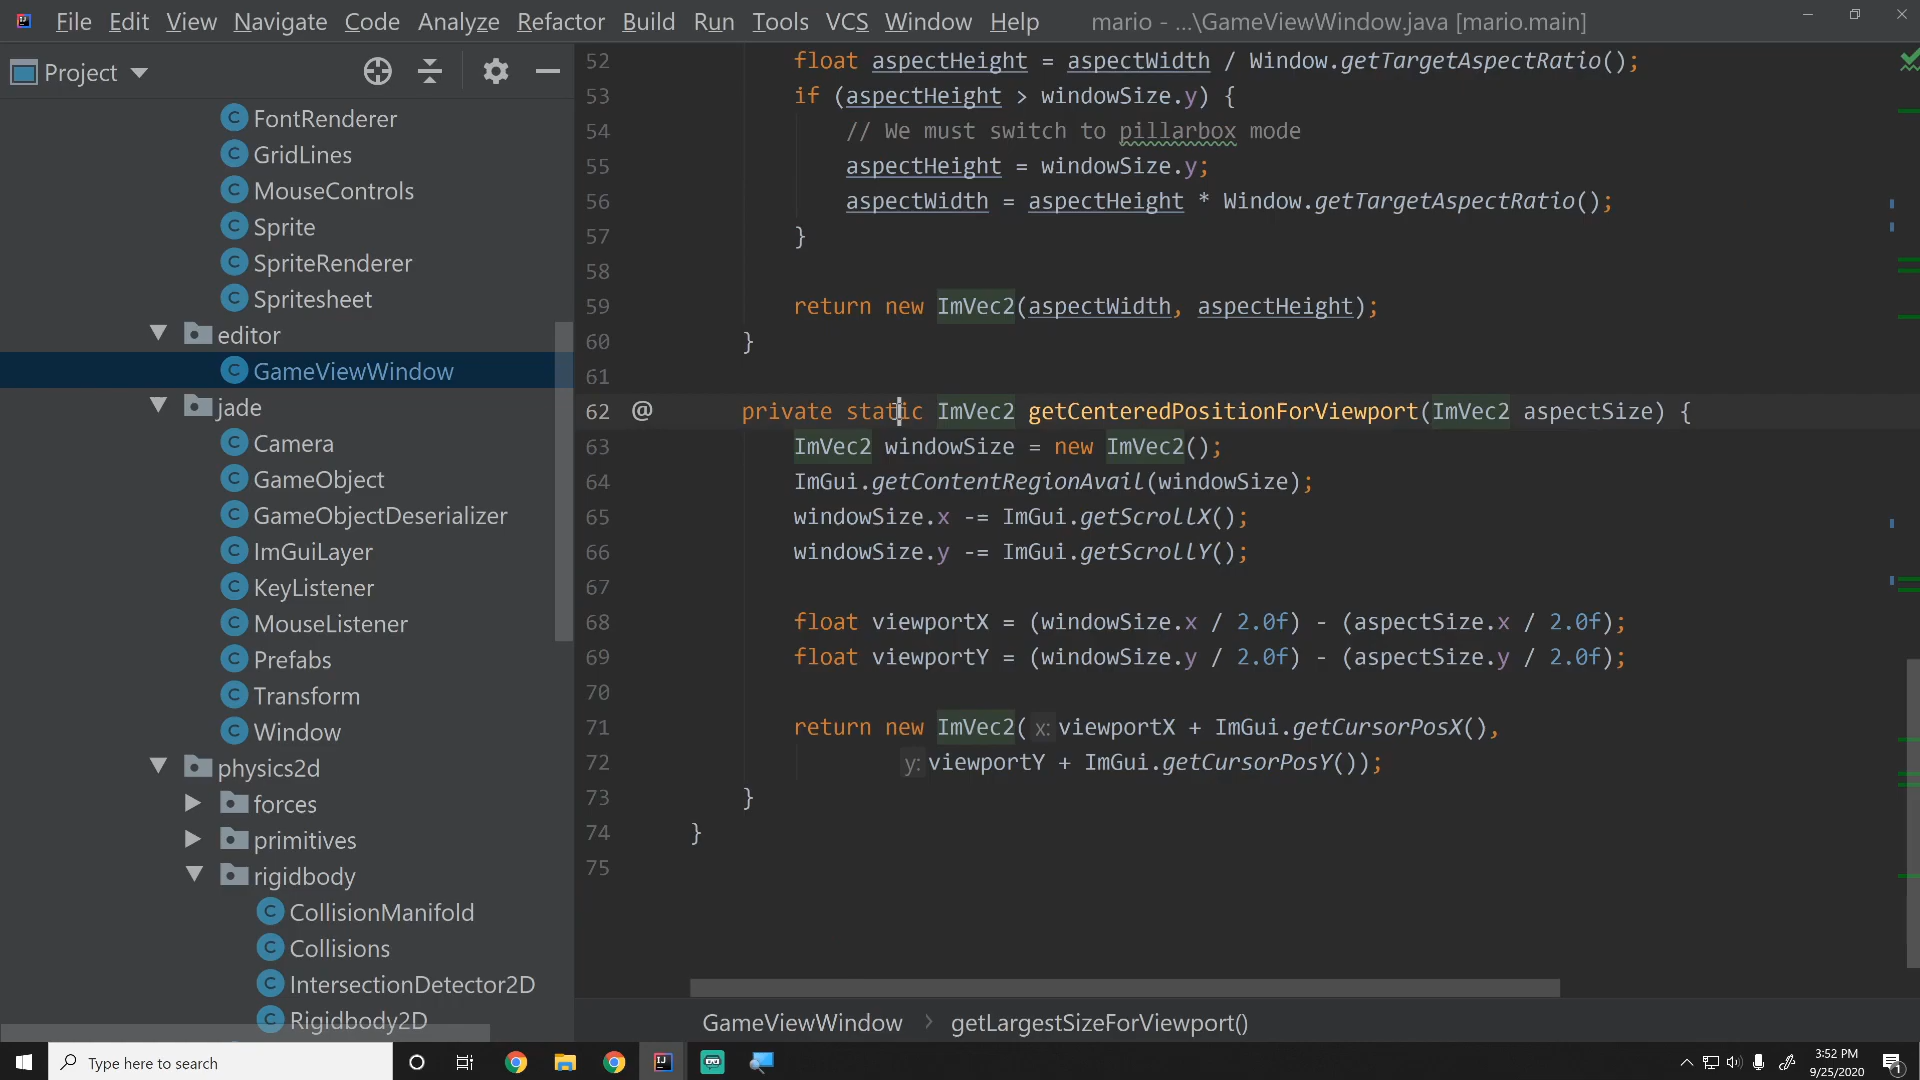 File Edit View Navigate Code Analyze Refactor Build Run Tools VCS Window Help mario - ...\GameViewWindow.java [mario.main]
Project
FontRenderer
GridLines
MouseControls
Sprite
SpriteRenderer
Spritesheet
editor
GameViewWindow
jade
Camera
GameObject
GameObjectDeserializer
ImGuiLayer
KeyListener
MouseListener
Prefabs
Transform
Window
physics2d
forces
primitives
rigidbody
CollisionManifold
Collisions
IntersectionDetector2D
Rigidbody2D
52 float aspectHeight = aspectWidth / Window.getTargetAspectRatio();
53 if (aspectHeight > windowSize.y) {
54 // We must switch to pillarbox mode
55 aspectHeight = windowSize.y;
56 aspectWidth = aspectHeight * Window.getTargetAspectRatio();
57 }
58
59 return new ImVec2(aspectWidth, aspectHeight);
60 }
61
62 @ private static ImVec2 getCenteredPositionForViewport(ImVec2 aspectSize) {
63 ImVec2 windowSize = new ImVec2();
64 ImGui.getContentRegionAvail(windowSize);
65 windowSize.x -= ImGui.getScrollX();
66 windowSize.y -= ImGui.getScrollY();
67
68 float viewportX = (windowSize.x / 2.0f) - (aspectSize.x / 2.0f);
69 float viewportY = (windowSize.y / 2.0f) - (aspectSize.y / 2.0f);
70
71 return new ImVec2( x: viewportX + ImGui.getCursorPosX(),
72 y: viewportY + ImGui.getCursorPosY());
73 }
74 }
75
GameViewWindow > getLargestSizeForViewport()
Type here to search
3:52 PM
9/25/2020
1